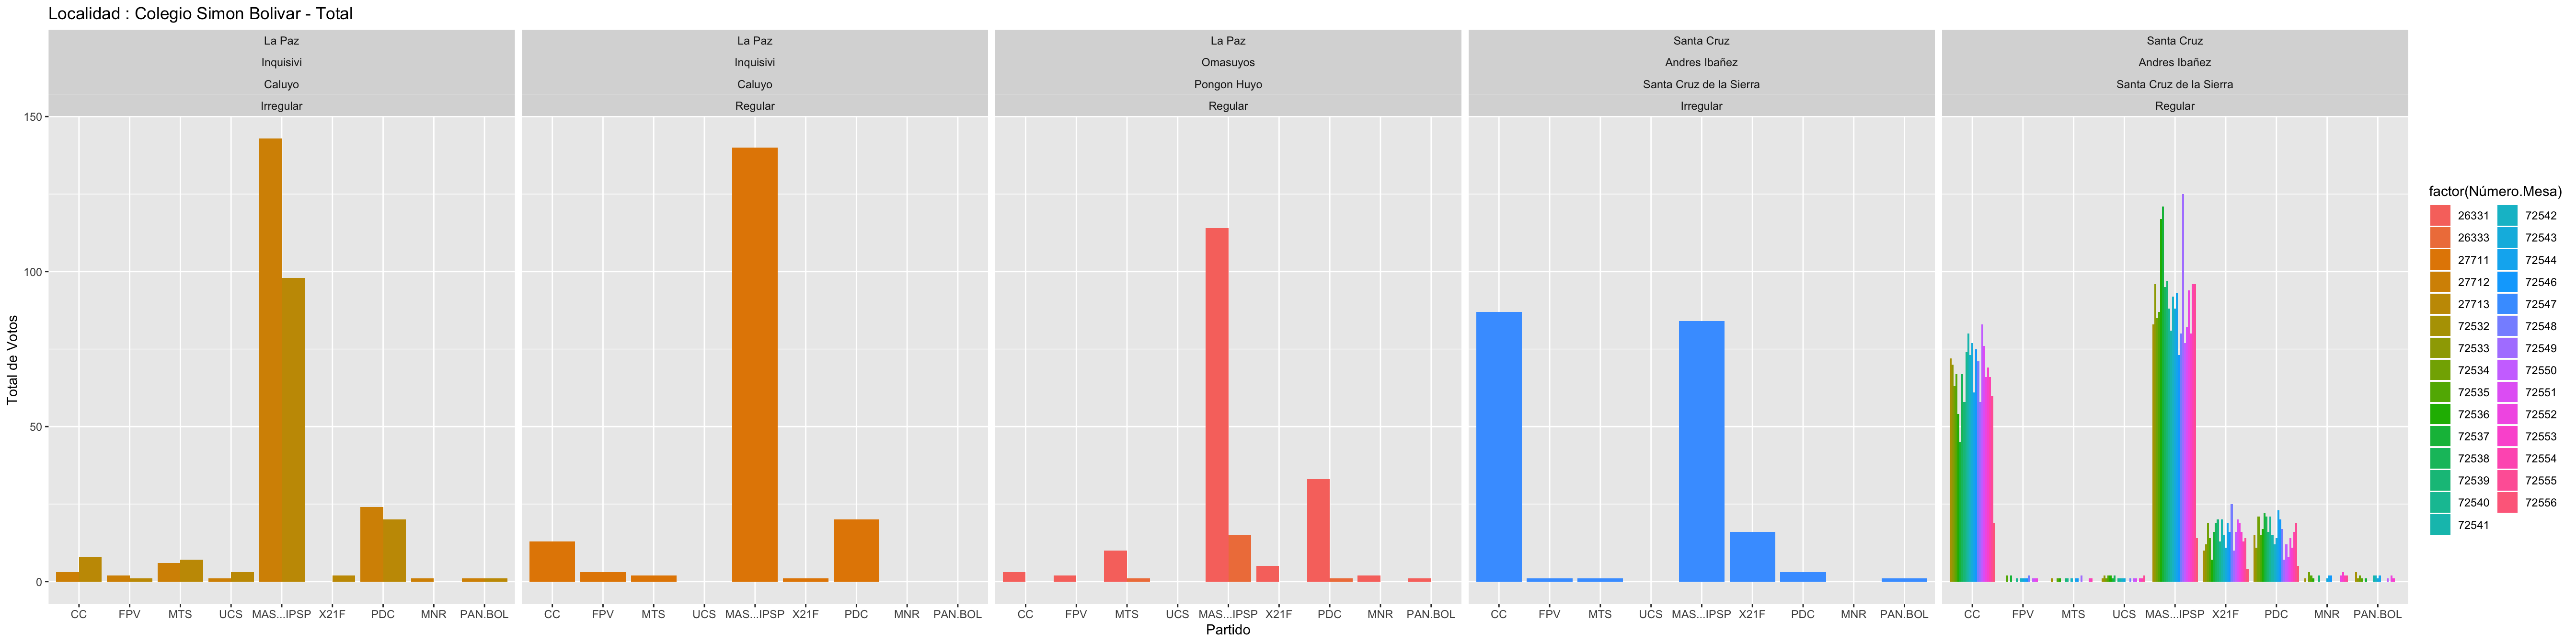 Localidad : Colegio Simon Bolivar - Total
La Paz
Inquisivi
Caluyo
Irregular
La Paz
Inquisivi
Caluyo
Regular
La Paz
Omasuyos
Pongon Huyo
Regular
Santa Cruz
Andres Ibañez
Santa Cruz de la Sierra
Irregular
Santa Cruz
Andres Ibañez
Santa Cruz de la Sierra
Regular
Total de Votos
150
100
50
0
CC FPV MTS UCS MAS...IPSP X21F PDC MNR PAN.BOL
CC FPV MTS UCS MAS...IPSP X21F PDC MNR PAN.BOL
CC FPV MTS UCS MAS...IPSP X21F PDC MNR PAN.BOL
CC FPV MTS UCS MAS...IPSP X21F PDC MNR PAN.BOL
CC FPV MTS UCS MAS...IPSP X21F PDC MNR PAN.BOL
Partido
factor(Número.Mesa)
26331
26333
27711
27712
27713
72532
72533
72534
72535
72536
72537
72538
72539
72540
72541
72542
72543
72544
72546
72547
72548
72549
72550
72551
72552
72553
72554
72555
72556